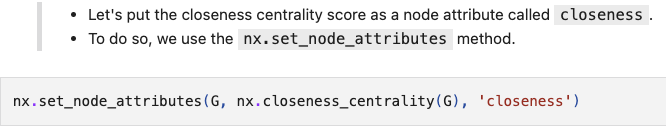 Let's put the closeness centrality score as a node attribute called closeness.
To do so, we use the nx.set_node_attributes method.
nx.set_node_attributes(G, nx.closeness_centrality(G), 'closeness')